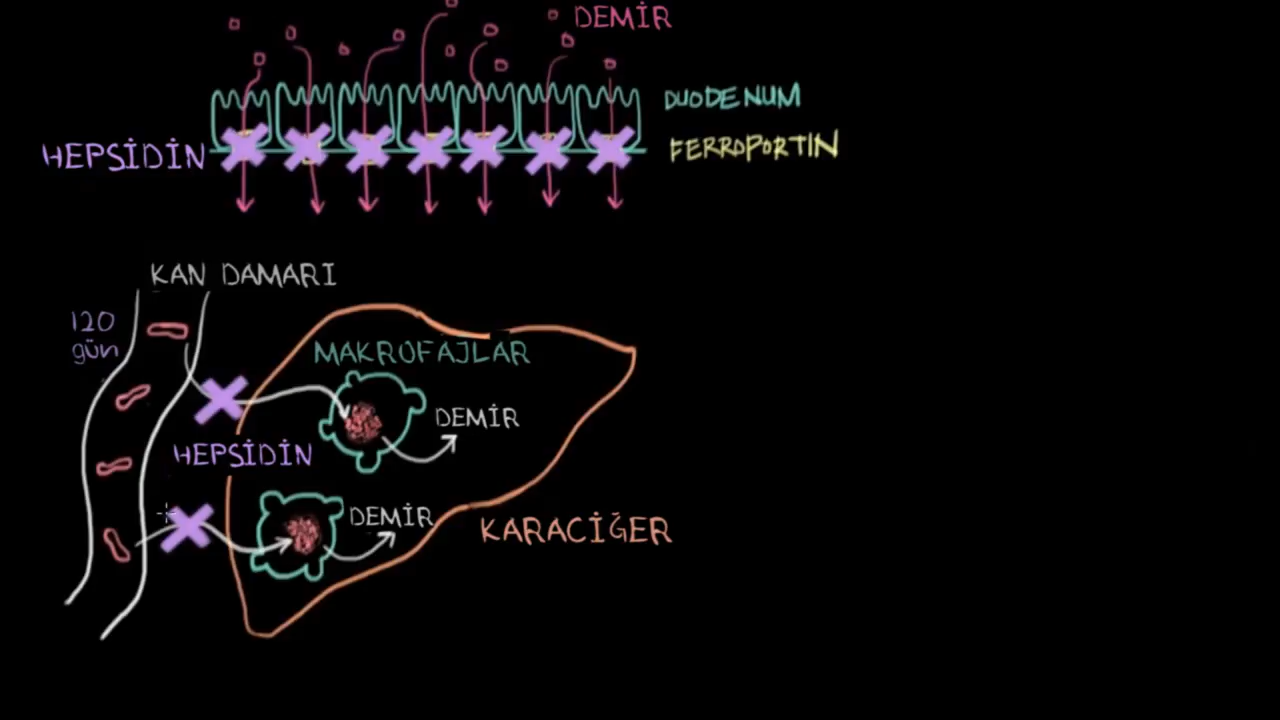 DEMİR
DUODENUM
FERROPORTIN
HEPSİDİN
KAN DAMARI
120
gün
MAKROFAJLAR
DEMİR
HEPSİDİN
DEMİR
KARACİĞER